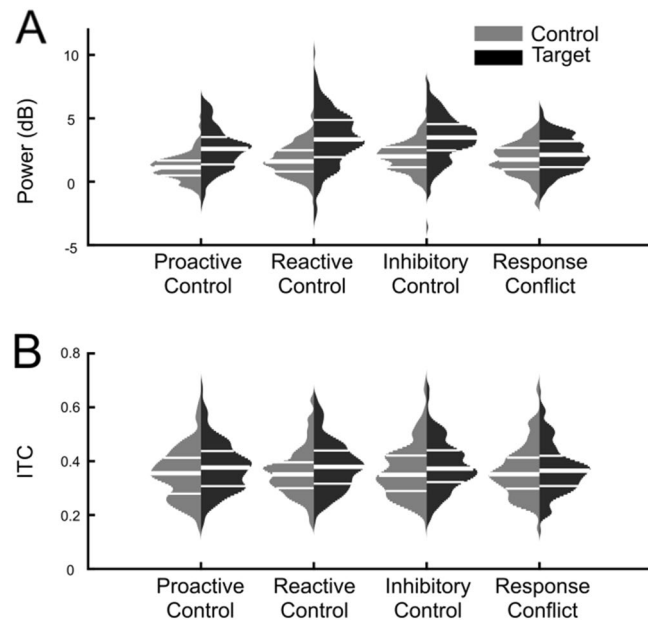 A
Control
Target
Power (dB)
10
5
0
-5
Proactive Control
Reactive Control
Inhibitory Control
Response Conflict
B
ITC
0.8
0.6
0.4
0.2
0
Proactive Control
Reactive Control
Inhibitory Control
Response Conflict